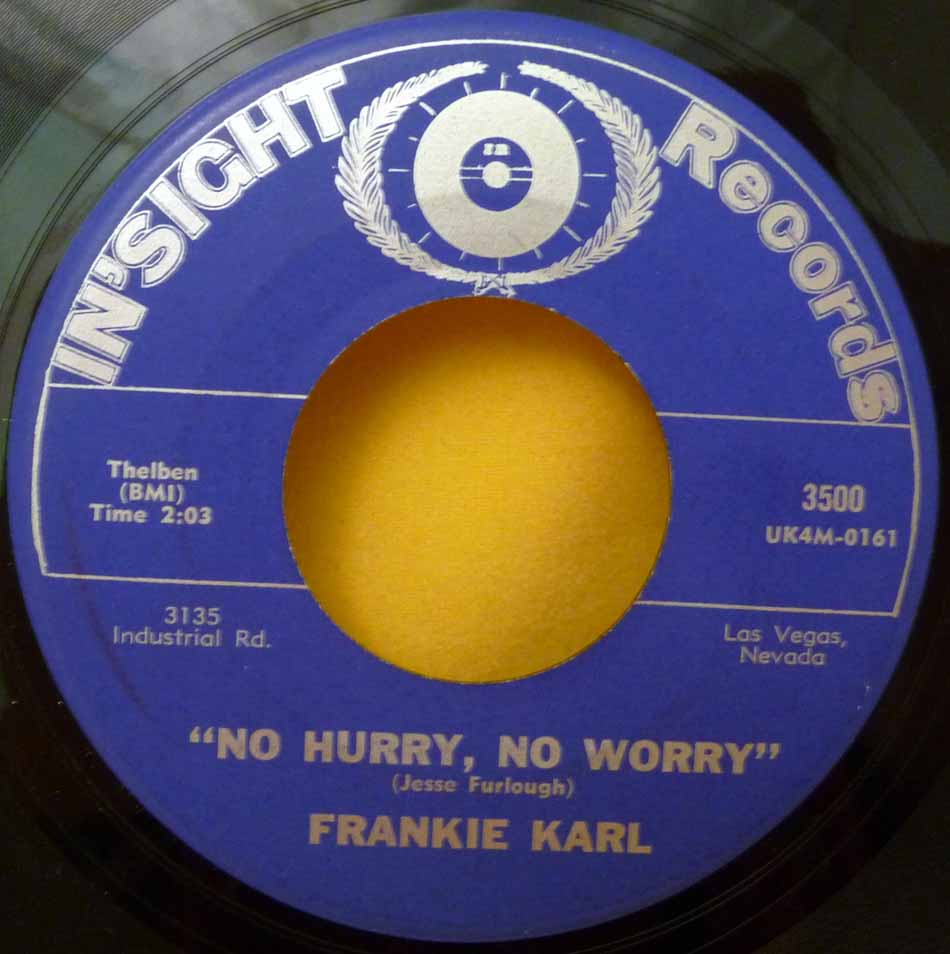 IN'SIGHT Records
Thelben
(BMI)
Time 2:03
3500
UK4M-0161
3135
Industrial Rd.
Las Vegas,
Nevada
“NO HURRY, NO WORRY”
(Jesse Furlough)
FRANKIE KARL